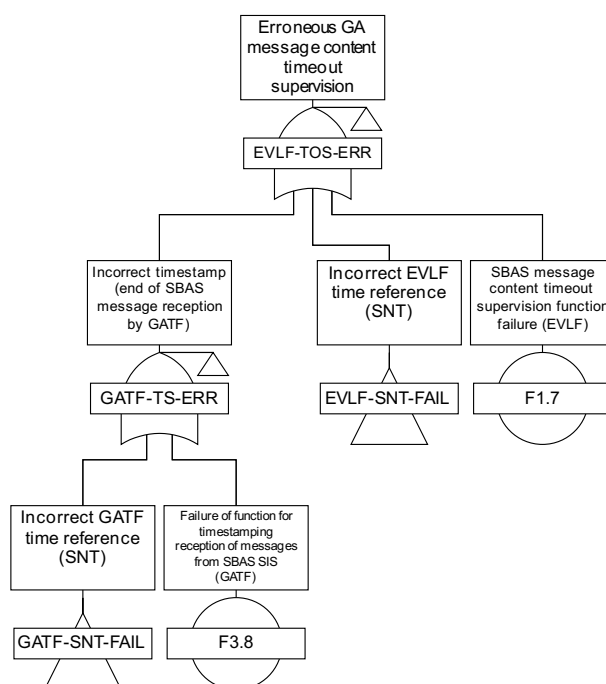 Erroneous GA
message content
timeout
supervision
EVLF-TOS-ERR
Incorrect timestamp
(end of SBAS
message reception
by GATF)
GATF-TS-ERR
Incorrect EVLF
time reference
(SNT)
EVLF-SNT-FAIL
SBAS message
content timeout
supervision function
failure (EVLF)
F1.7
Incorrect GATF
time reference
(SNT)
GATF-SNT-FAIL
Failure of function for
timestamping
reception of messages
from SBAS SIS
(GATF)
F3.8